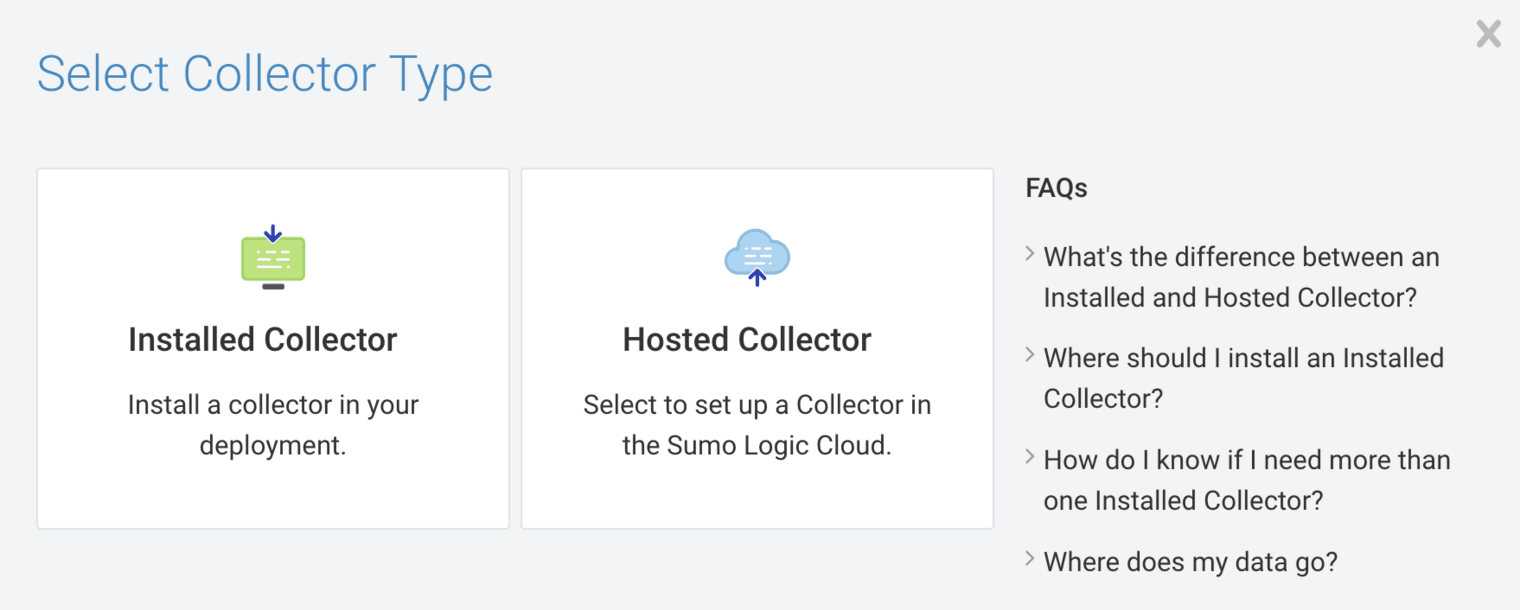 Select Collector Type
Installed Collector
Install a collector in your
deployment.
Hosted Collector
Select to set up a Collector in
the Sumo Logic Cloud.
FAQs
What's the difference between an
Installed and Hosted Collector?
Where should I install an Installed
Collector?
How do I know if I need more than
one Installed Collector?
Where does my data go?